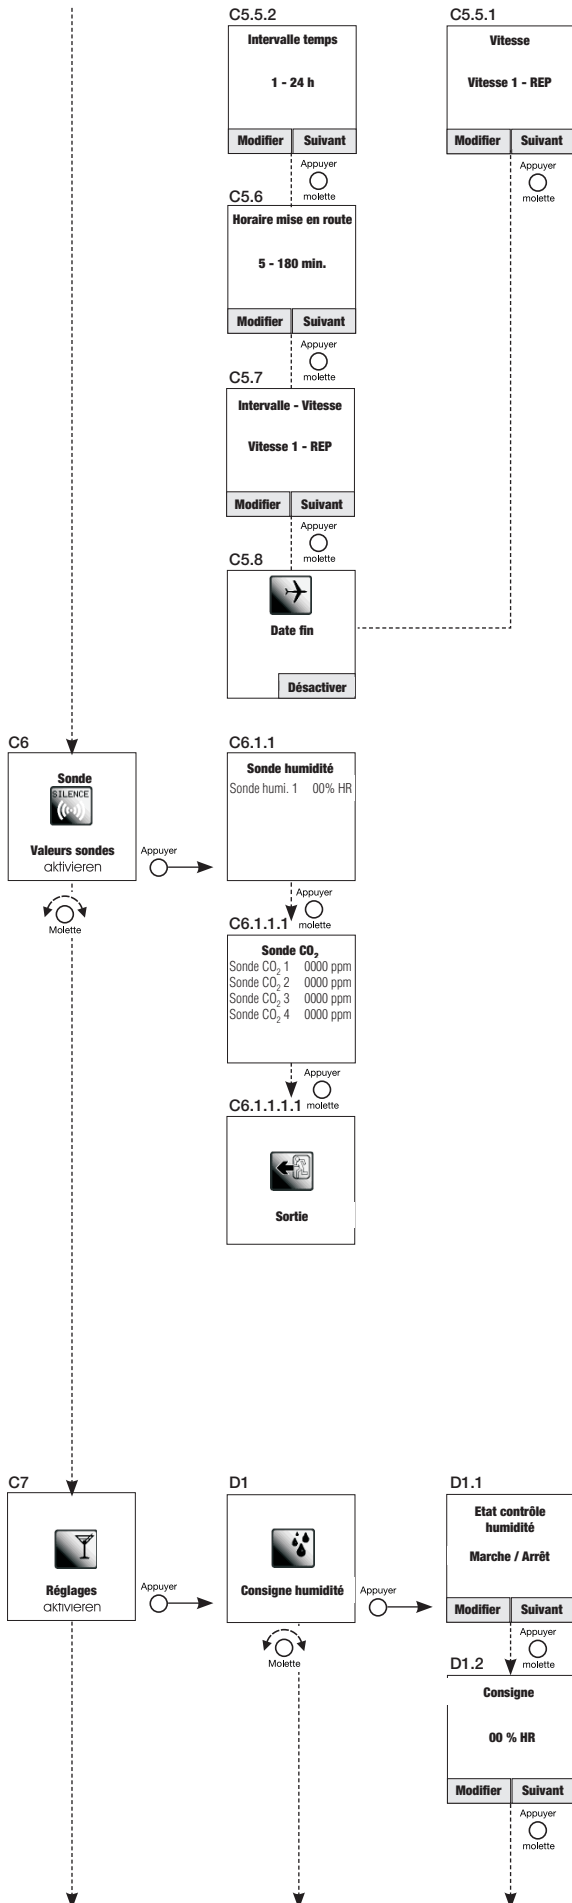 C5.5.2
Intervalle temps
1 - 24 h
Modifier Suivant
Appuyer
molette
C5.5.1
Vitesse
Vitesse 1 - REP
Modifier Suivant
Appuyer
molette
C5.6
Horaire mise en route
5 - 180 min.
Modifier Suivant
Appuyer
molette
C5.7
Intervalle - Vitesse
Vitesse 1 - REP
Modifier Suivant
Appuyer
molette
C5.8
Date fin
Désactiver
C6
Sonde
SILENCE
Valeurs sondes
aktivieren
Appuyer
Molette
C6.1.1
Sonde humidité
Sonde humi. 1 00% HR
Appuyer
molette
C6.1.1.1
Sonde CO₂
Sonde CO₂ 1 0000 ppm
Sonde CO₂ 2 0000 ppm
Sonde CO₂ 3 0000 ppm
Sonde CO₂ 4 0000 ppm
Appuyer
molette
C6.1.1.1.1
Sortie
C7
Réglages
aktivieren
Appuyer
D1
Consigne humidité
Appuyer
Molette
D1.1
Etat contrôle
humidité
Marche / Arrêt
Modifier Suivant
Appuyer
molette
D1.2
Consigne
00 % HR
Modifier Suivant
Appuyer
molette